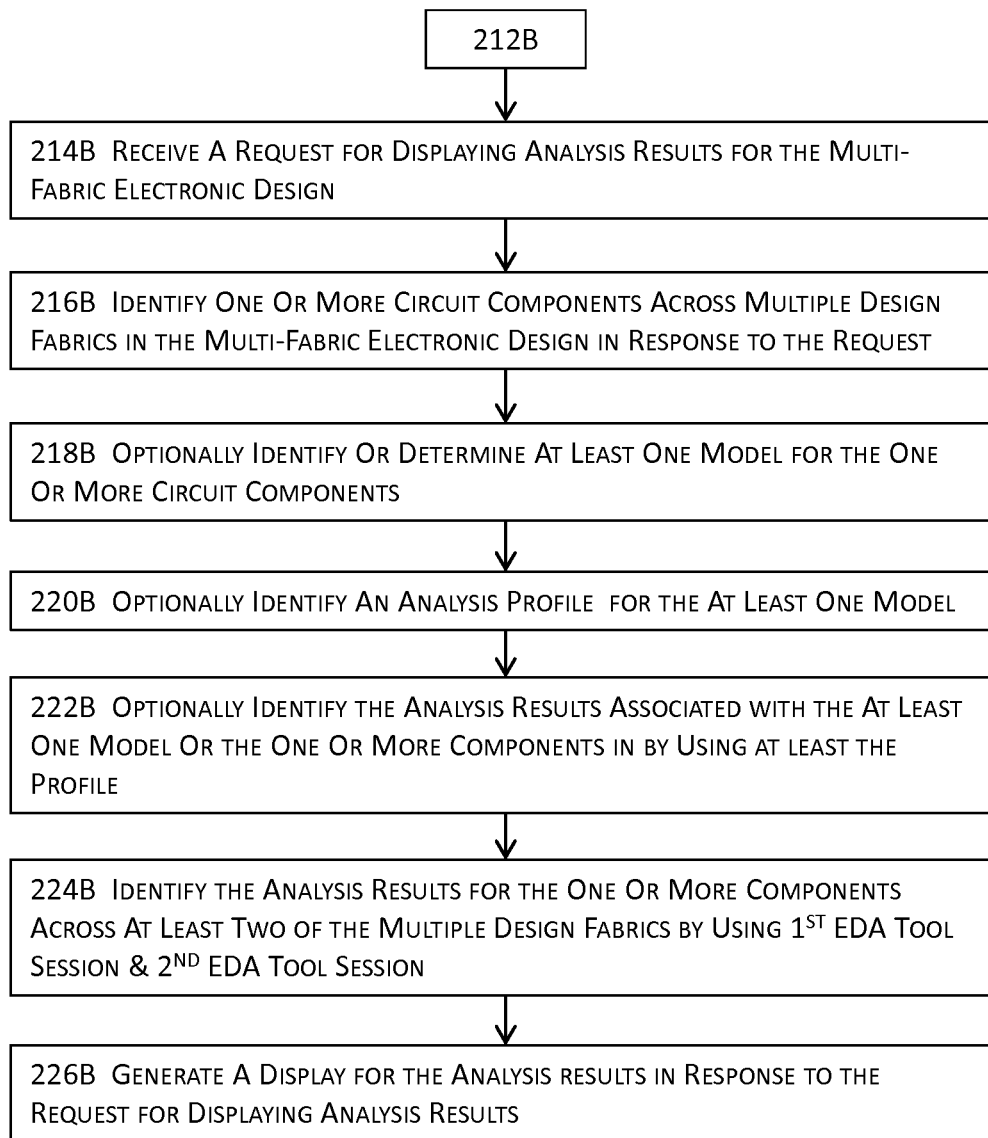 212B
214B Receive A Request for Displaying Analysis Results for the Multi-
Fabric Electronic Design
216B Identify One Or More Circuit Components Across Multiple Design
Fabrics in the Multi-Fabric Electronic Design in Response to the Request
218B Optionally Identify Or Determine At Least One Model for the One
Or More Circuit Components
220B Optionally Identify An Analysis Profile for the At Least One Model
222B Optionally Identify the Analysis Results Associated with the At Least
One Model Or the One Or More Components in by Using at least the
Profile
224B Identify the Analysis Results for the One Or More Components
Across At Least Two of the Multiple Design Fabrics by Using 1st EDA Tool
Session & 2nd EDA Tool Session
226B Generate A Display for the Analysis results in Response to the
Request for Displaying Analysis Results